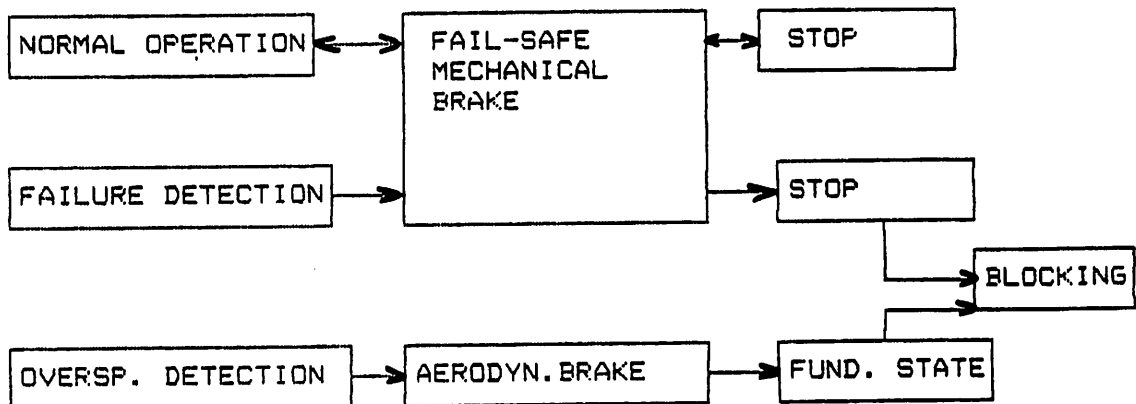 NORMAL OPERATION
FAIL-SAFE
MECHANICAL
BRAKE
STOP
FAILURE DETECTION
STOP
BLOCKING
OVERSP. DETECTION
AERODYN.BRAKE
FUND. STATE